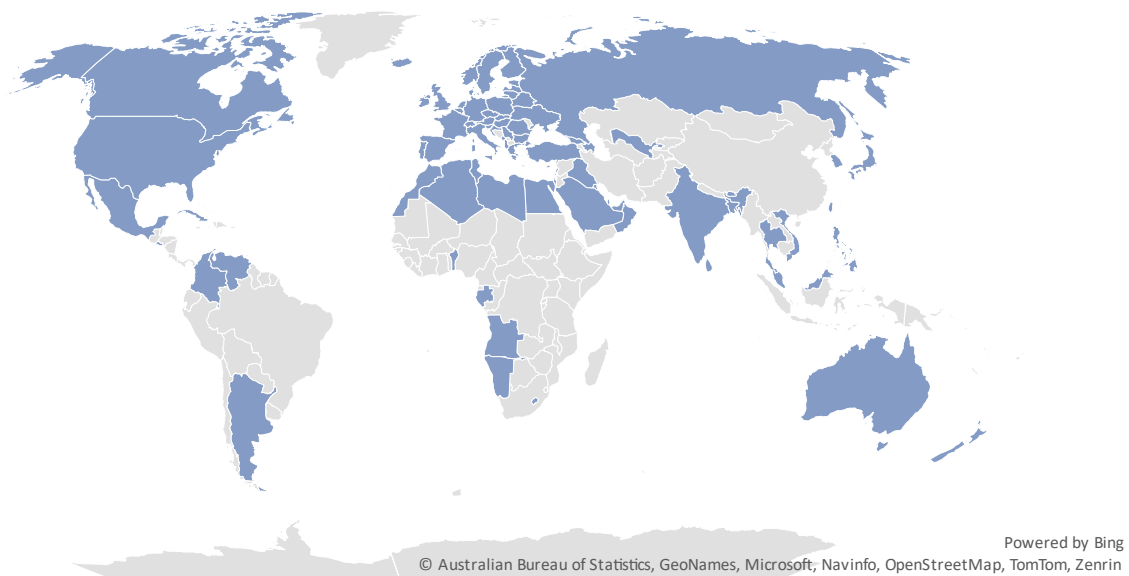 Powered by Bing
© Australian Bureau of Statistics, GeoNames, Microsoft, Navinfo, OpenStreetMap, TomTom, Zenrin